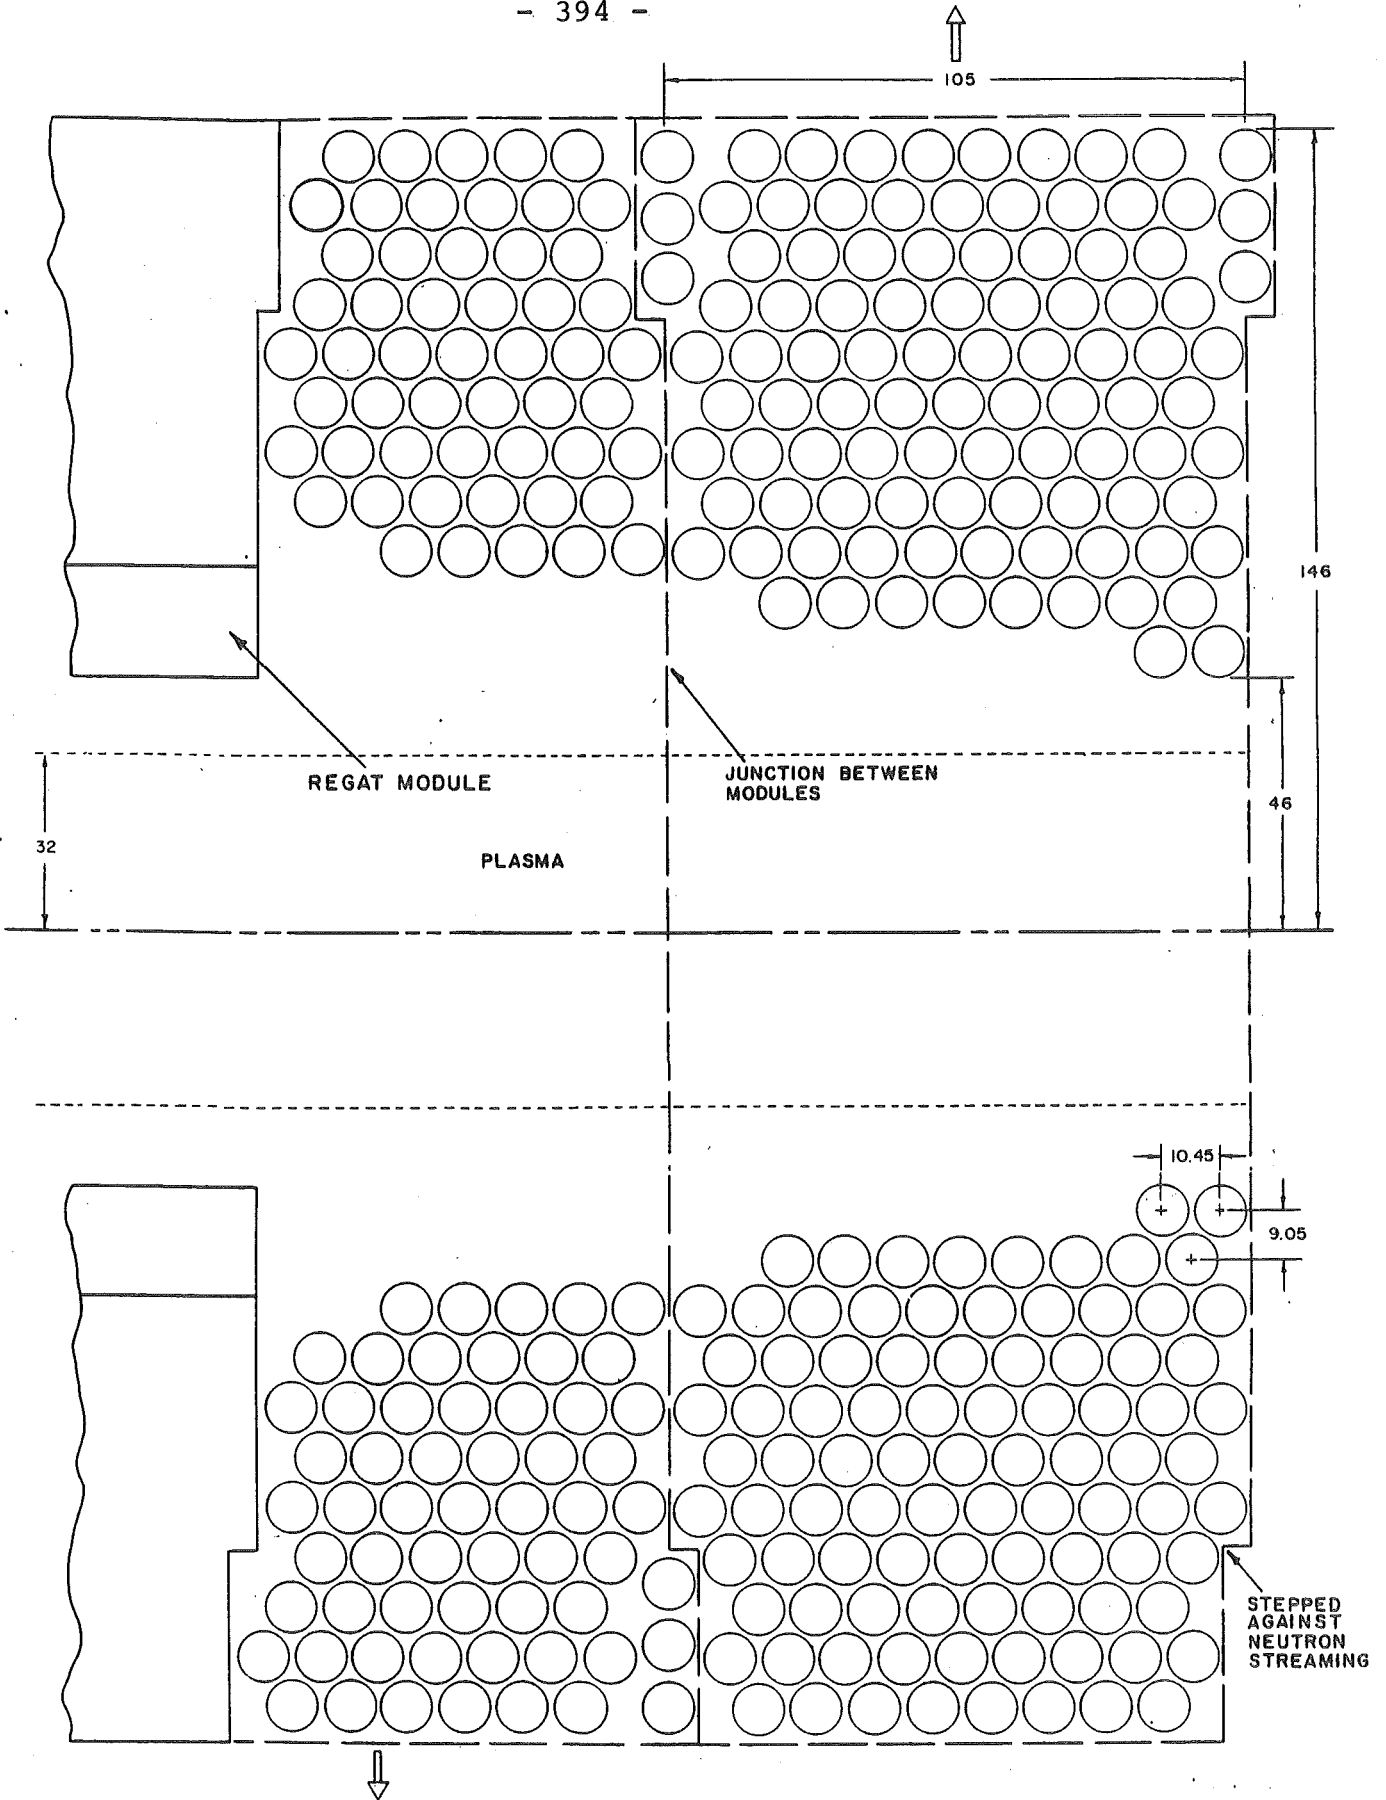 - 394 -
105
146
REGAT MODULE
JUNCTION BETWEEN
MODULES
46
32
PLASMA
10.45
9.05
STEPPED
AGAINST
NEUTRON
STREAMING